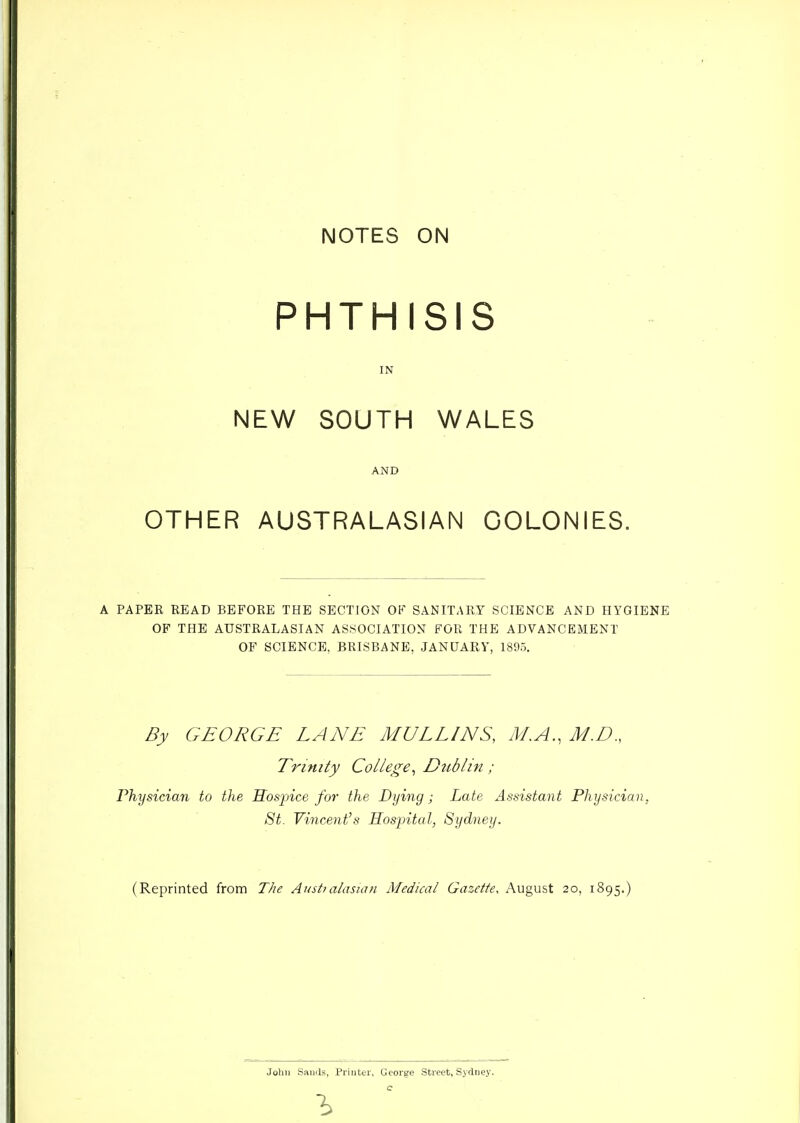 NOTES ON
PHTHISIS
IN
NEW SOUTH WALES
AND
OTHER AUSTRALASIAN COLONIES.
A PAPER READ BEFORE THE SECTION OF SANITARY SCIENCE AND HYGIENE
OF THE AUSTRALASIAN ASSOCIATION FOR THE ADVANCEMENT
OF SCIENCE, BRISBANE, JANUARY, 1895.
By GEORGE LANE MULLINS, M.A., M.D.,
Trinity College, Dublin ;
Physician to the Hospice for the Dying ; Late Assistant Physician,
St. Vincent's Hospital, Sydney.
(Reprinted from The Australasian Medical Gazette, August 20, 1895.)
John Sands, Printer, George Street, Sydney.
c
3